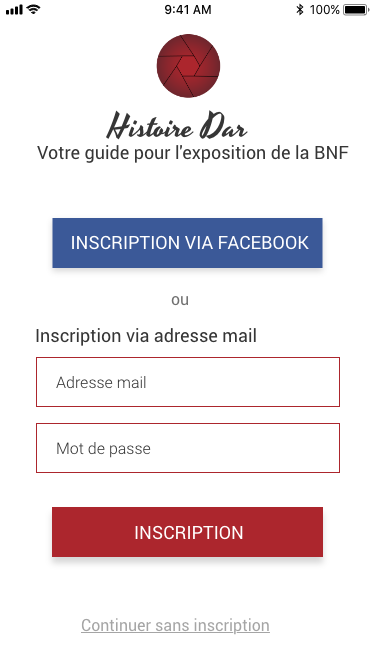 9:41 AM 100%
Histoire Dar
Votre guide pour l'exposition de la BNF
INSCRIPTION VIA FACEBOOK
ou
Inscription via adresse mail
Adresse mail
Mot de passe
INSCRIPTION
Continuer sans inscription